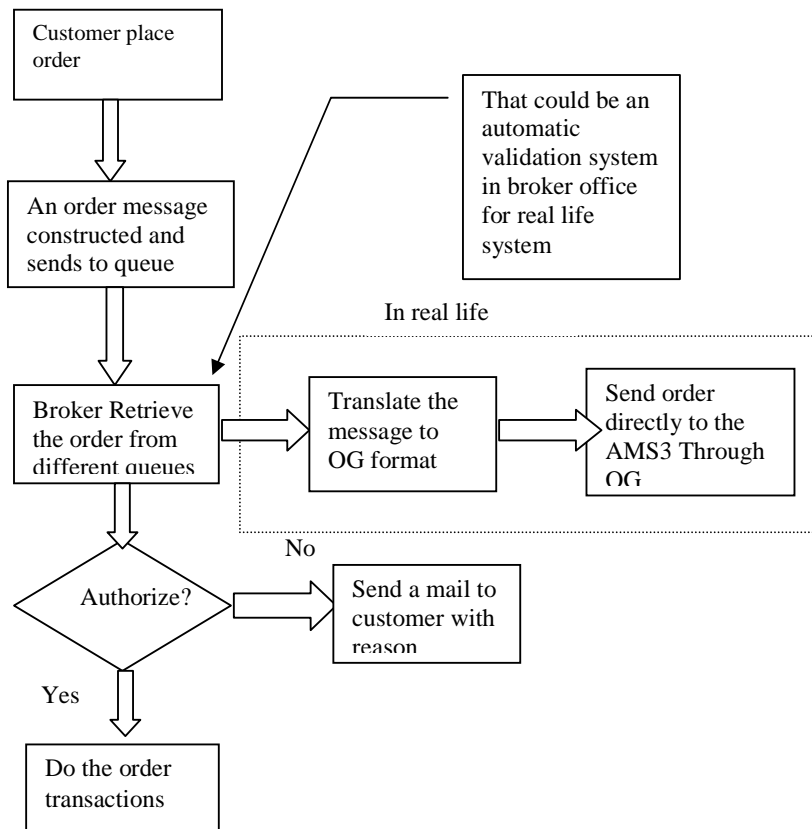 Customer place
order
That could be an
automatic
validation system
in broker office
for real life
system
An order message
constructed and
sends to queue
In real life
Broker Retrieve
the order from
different queues
Translate the
message to
OG format
Send order
directly to the
AMS3 Through
OG
No
Authorize?
Send a mail to
customer with
reason
Yes
Do the order
transactions